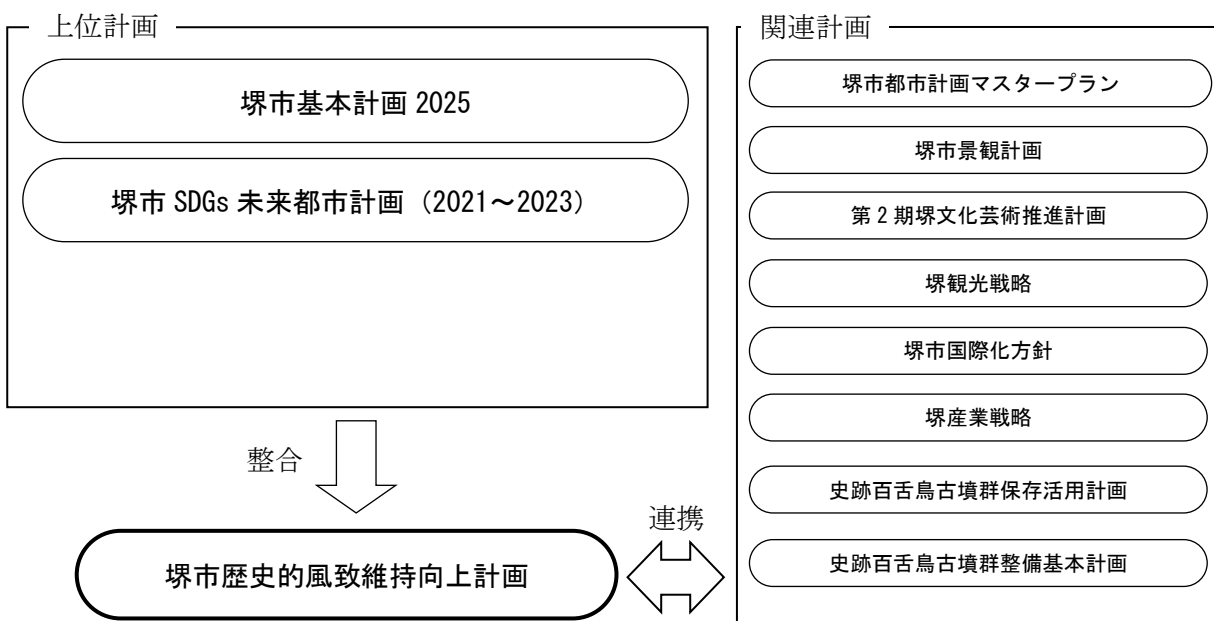 上位計画
堺市基本計画 2025
堺市 SDGs 未来都市計画（2021～2023）
整合
堺市歴史的風致維持向上計画
連携
関連計画
堺市都市計画マスタープラン
堺市景観計画
第2期堺文化芸術推進計画
堺観光戦略
堺市国際化方針
堺産業戦略
史跡百舌鳥古墳群保存活用計画
史跡百舌鳥古墳群整備基本計画